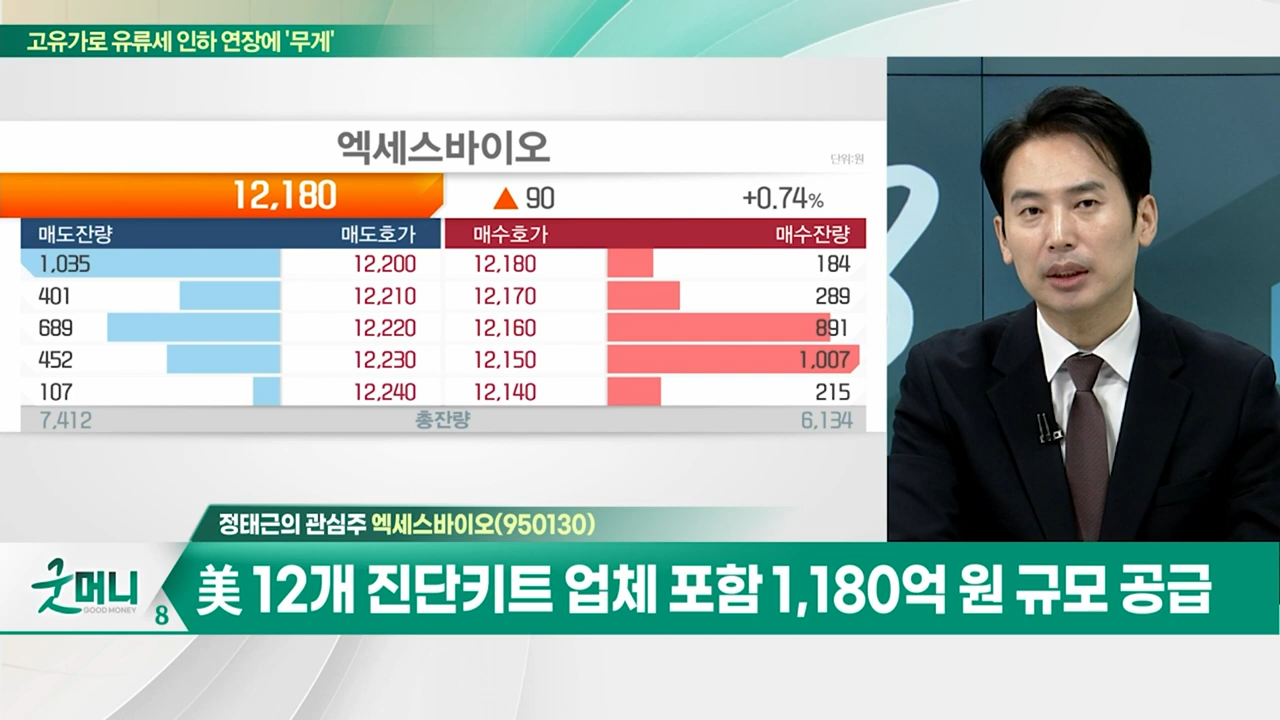 고유가로 유류세 인하 연장에 '무게'
엑세스바이오
단위:원
12,180 ▲ 90 +0.74%
매도잔량 매도호가 매수호가 매수잔량
1,035 12,200 12,180 184
401 12,210 12,170 289
689 12,220 12,160 891
452 12,230 12,150 1,007
107 12,240 12,140 215
7,412 총잔량 6,134
정태근의 관심주 엑세스바이오(950130)
굿머니
GOOD MONEY
8
美 12개 진단키트 업체 포함 1,180억 원 규모 공급